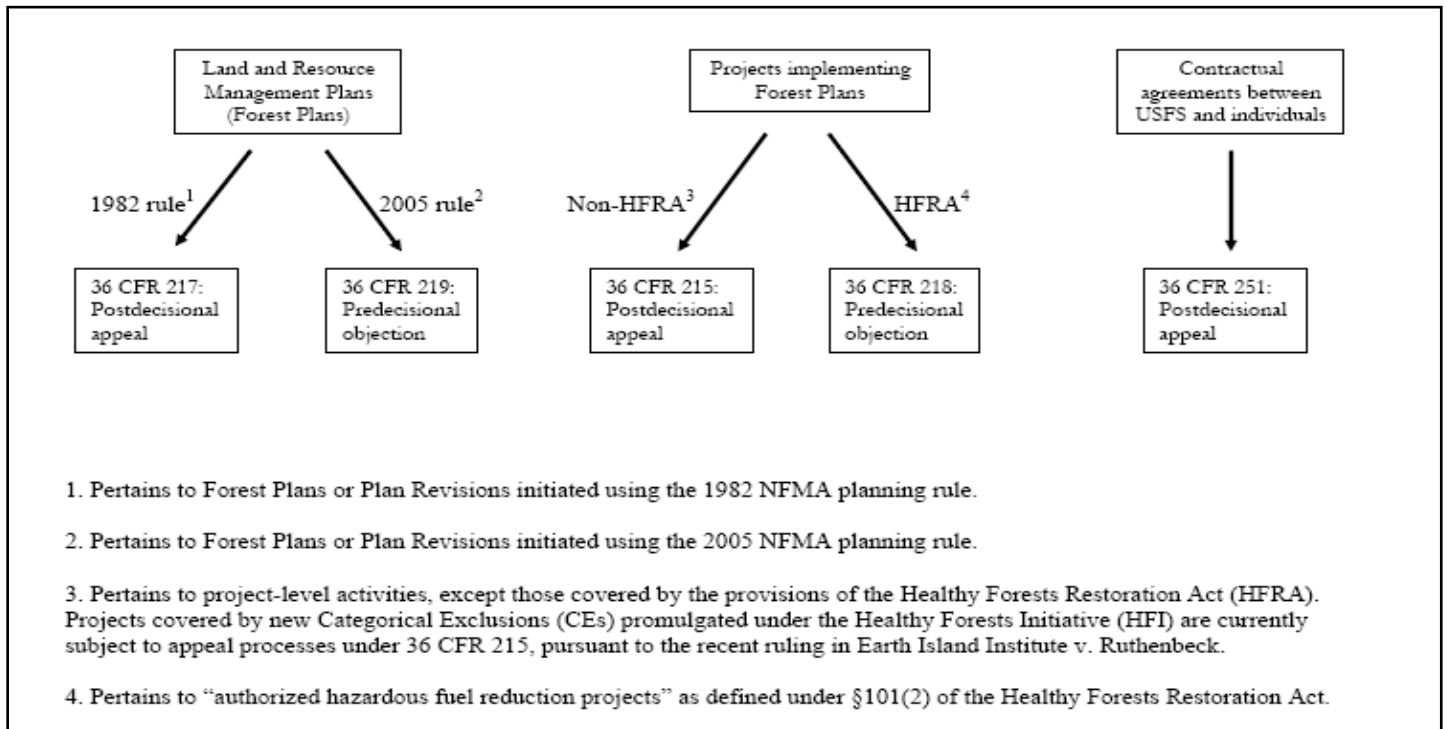 Land and Resource
Management Plans
(Forest Plans)
Projects implementing
Forest Plans
Contractual
agreements between
USFS and individuals
1982 rule1
2005 rule2
Non-HFRA3
HFRA4
36 CFR 217:
Postdecisional
appeal
36 CFR 219:
Predecisional
objection
36 CFR 215:
Postdecisional
appeal
36 CFR 218:
Predecisional
objection
36 CFR 251:
Postdecisional
appeal
1. Pertains to Forest Plans or Plan Revisions initiated using the 1982 NFMA planning rule.
2. Pertains to Forest Plans or Plan Revisions initiated using the 2005 NFMA planning rule.
3. Pertains to project-level activities, except those covered by the provisions of the Healthy Forests Restoration Act (HFRA).
Projects covered by new Categorical Exclusions (CEs) promulgated under the Healthy Forests Initiative (HFI) are currently
subject to appeal processes under 36 CFR 215, pursuant to the recent ruling in Earth Island Institute v. Ruthenbeck.
4. Pertains to “authorized hazardous fuel reduction projects” as defined under §101(2) of the Healthy Forests Restoration Act.